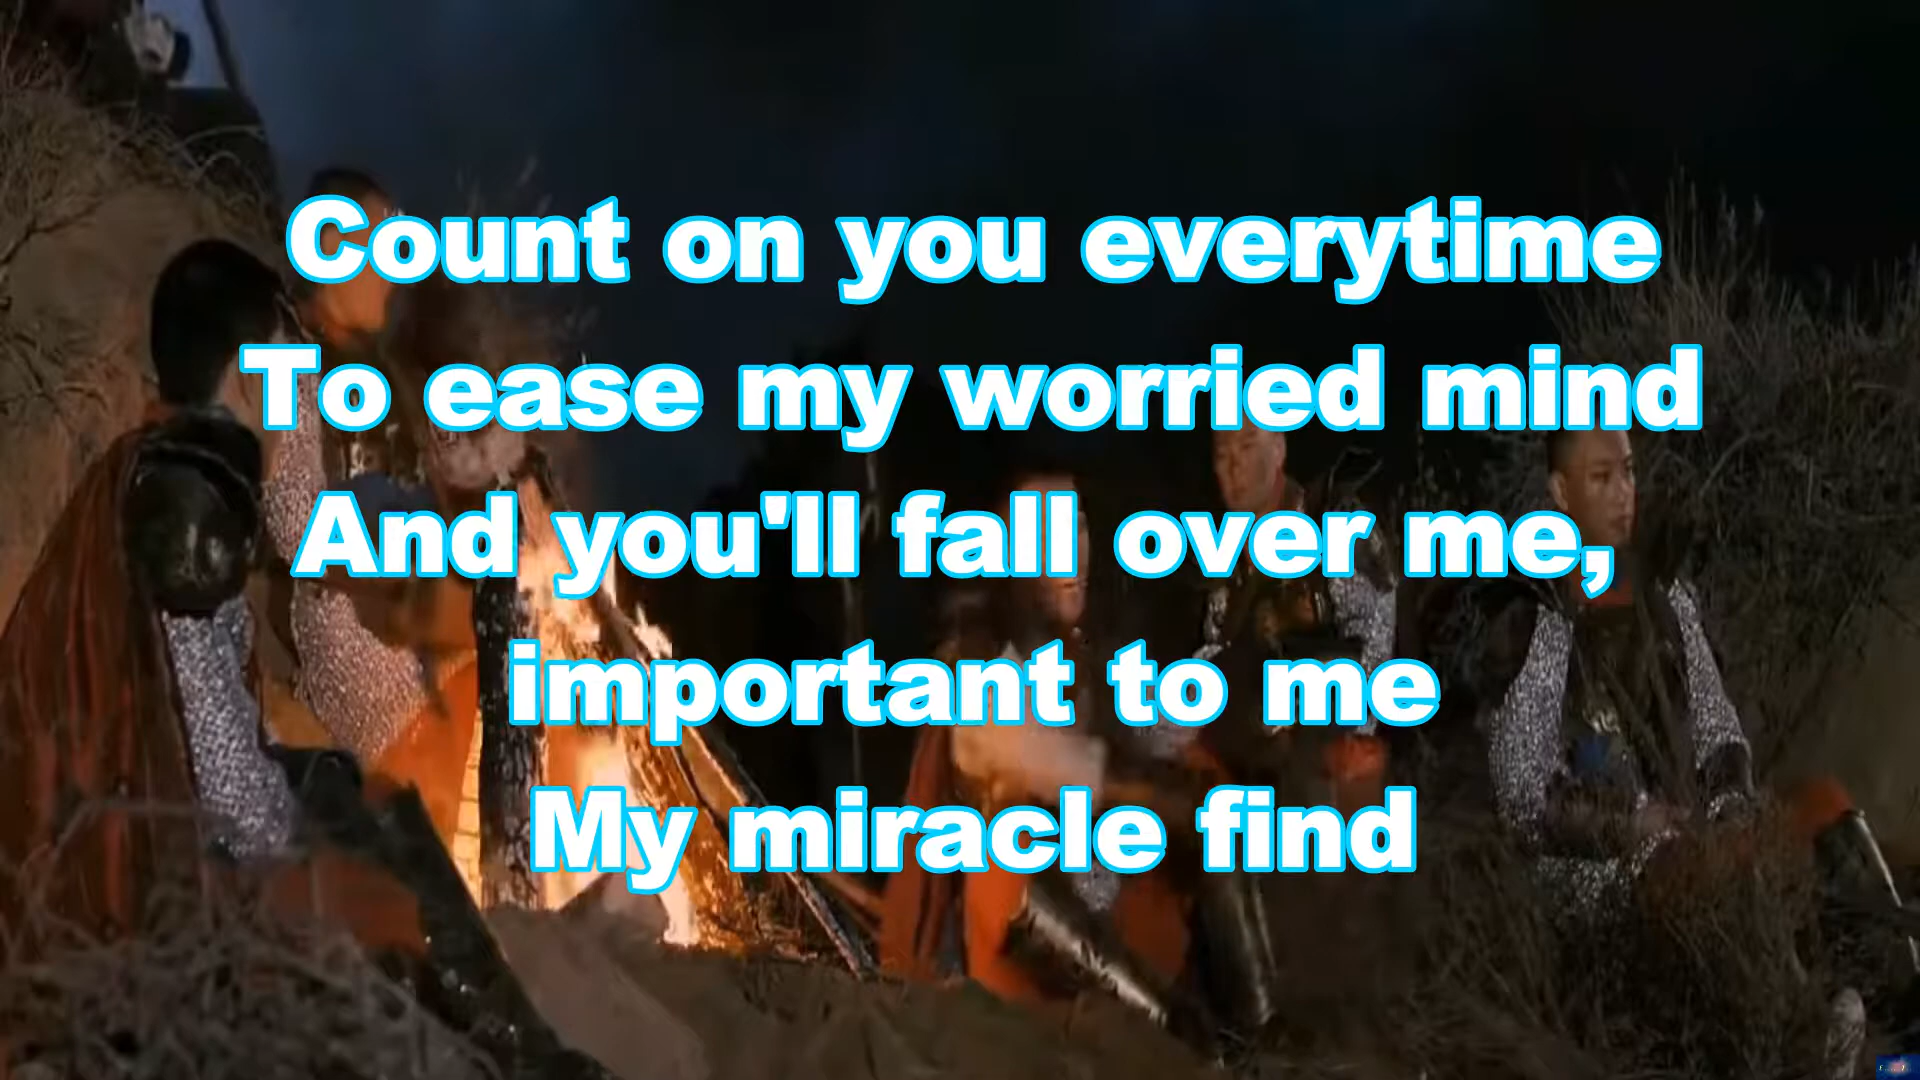 Count on you everytime
To ease my worried mind
And you'll fall over me,
important to me
My miracle find